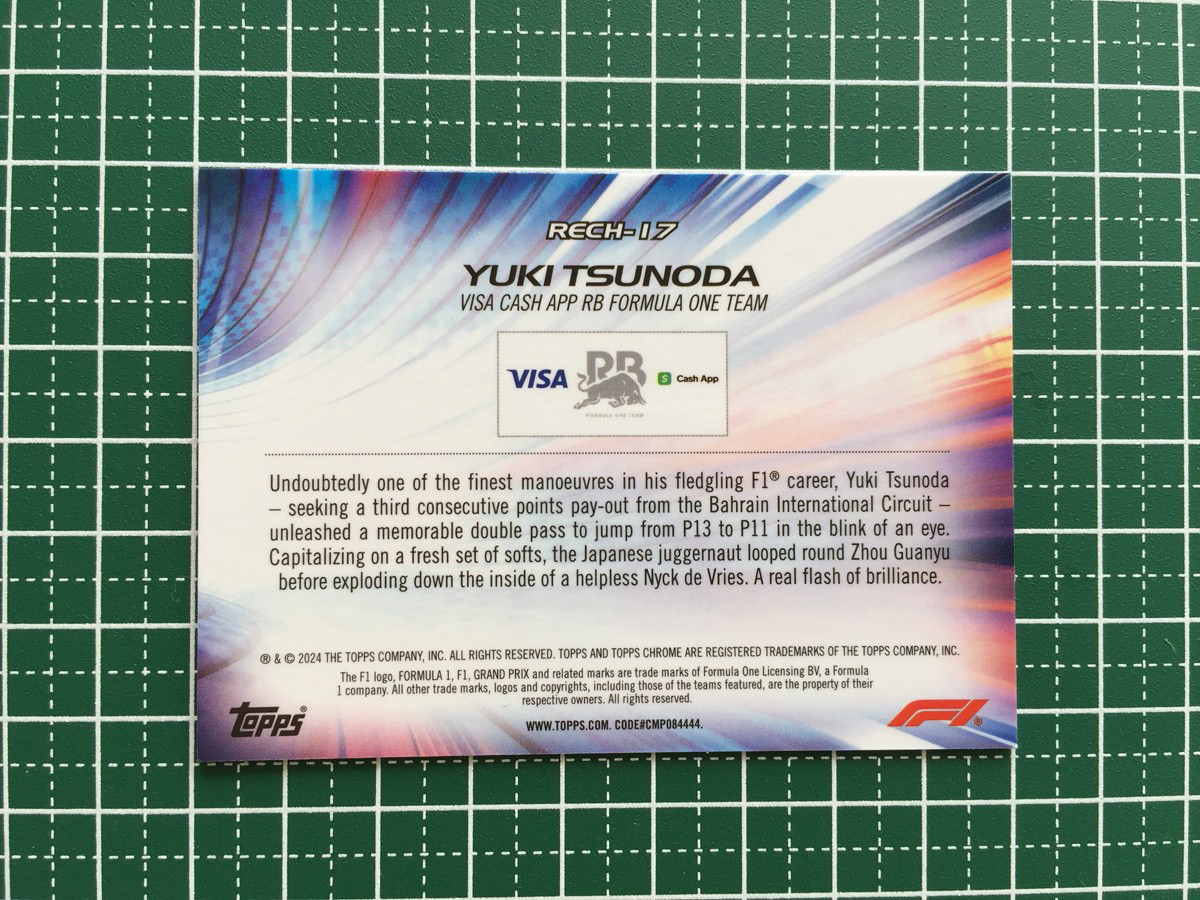 RECH-17
YUKI TSUNODA
VISA CASH APP RB FORMULA ONE TEAM
VISA RB Cash App
FORMULA ONE TEAM
Undoubtedly one of the finest manoeuvres in his fledgling F1® career, Yuki Tsunoda
– seeking a third consecutive points pay-out from the Bahrain International Circuit –
unleashed a memorable double pass to jump from P13 to P11 in the blink of an eye.
Capitalizing on a fresh set of softs, the Japanese juggernaut looped round Zhou Guanyu
before exploding down the inside of a helpless Nyck de Vries. A real flash of brilliance.
® & © 2024 THE TOPPS COMPANY, INC. ALL RIGHTS RESERVED. TOPPS AND TOPPS CHROME ARE REGISTERED TRADEMARKS OF THE TOPPS COMPANY, INC.
The F1 logo, FORMULA 1, F1, GRAND PRIX and related marks are trade marks of Formula One Licensing BV, a Formula
1 company. All other trade marks, logos and copyrights, including those of the teams featured, are the property of their
respective owners. All rights reserved.
WWW.TOPPS.COM. CODE#CMP084444.
topps®
F1®